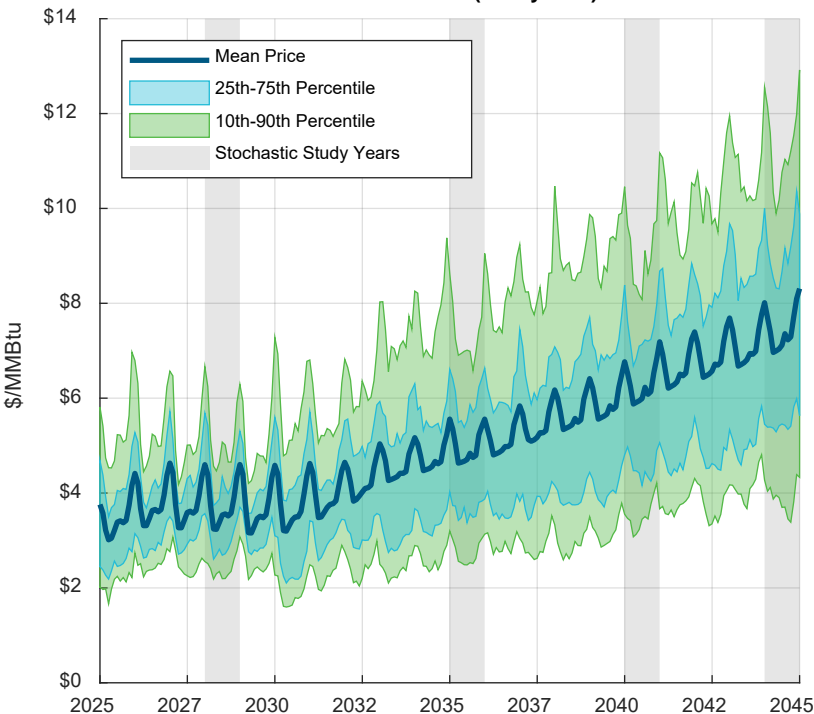 $14
Mean Price
25th-75th Percentile
$12
10th-90th Percentile
Stochastic Study Years
$10
$8
$/MMBtu
$6
$4
$2
$0
2025 2027 2030 2032 2035 2037 2040 2042 2045